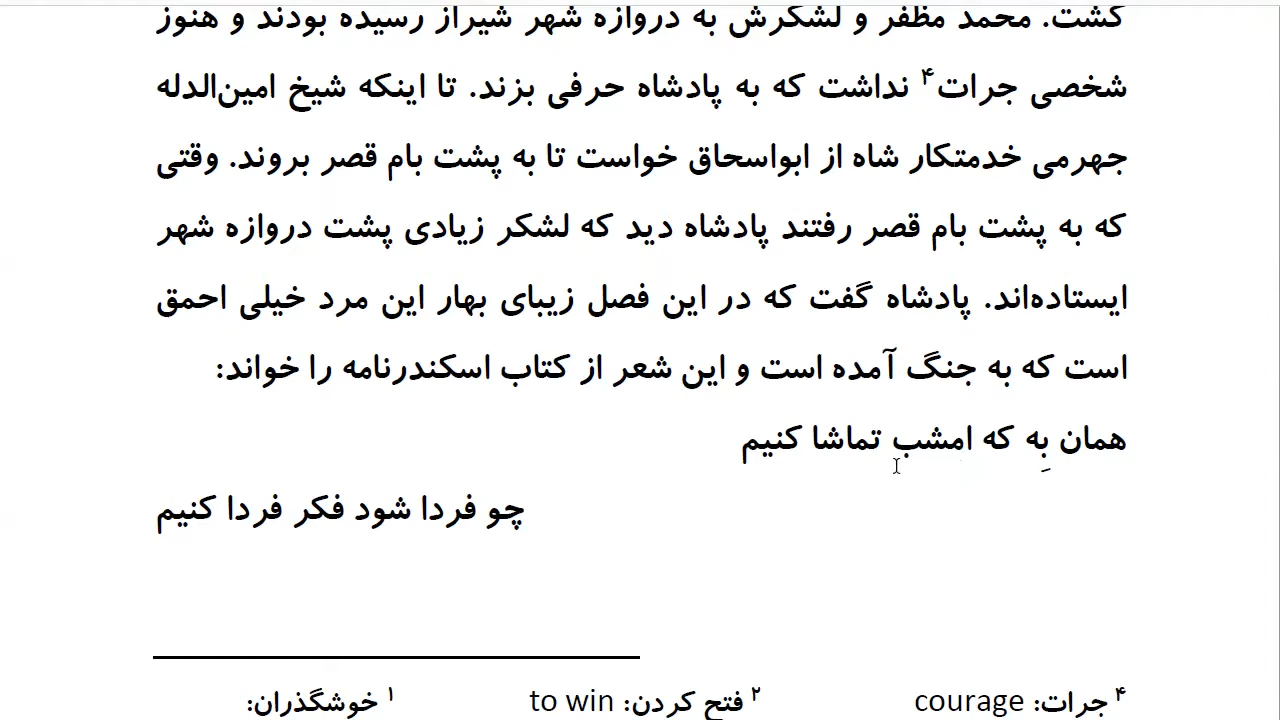 گشت. محمد مظفر و لشگرش به دروازه شهر شیراز رسیده بودند و هنوز
شخصی جرات۴ نداشت که به پادشاه حرفی بزند. تا اینکه شیخ امین‌الدله
جهرمی خدمتکار شاه از ابواسحاق خواست تا به پشت بام قصر بروند. وقتی
که به پشت بام قصر رفتند پادشاه دید که لشکر زیادی پشت دروازه شهر
ایستاده‌اند. پادشاه گفت که در این فصل زیبای بهار این مرد خیلی احمق
است که به جنگ آمده است و این شعر از کتاب اسکندرنامه را خواند:
همان بِه که امشب تماشا کنیم
چو فردا شود فکر فردا کنیم
۴ جرات: courage ۲ فتح کردن: to win ۱ خوشگذران: